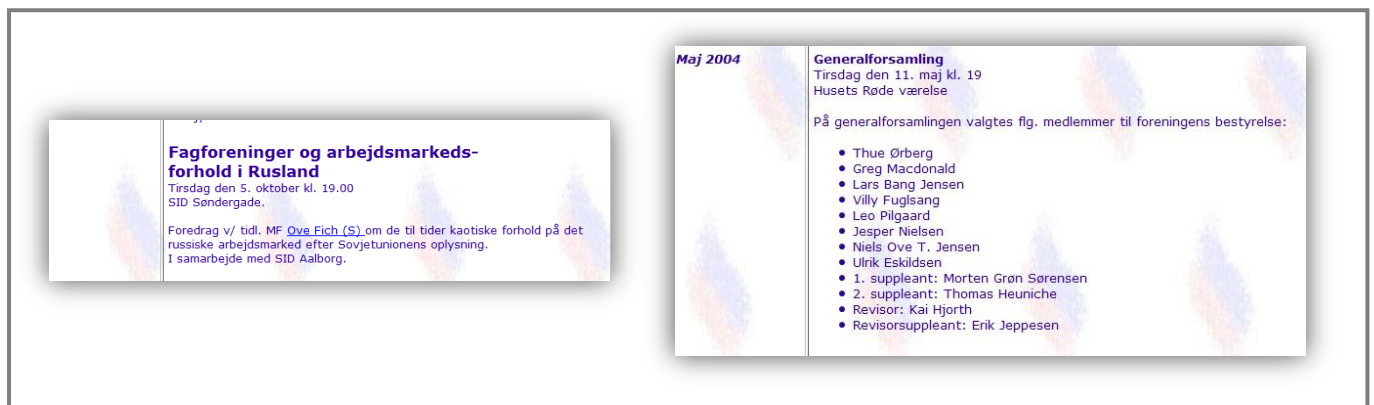 Fagforeninger og arbejdsmarkeds-
forhold i Rusland
Tirsdag den 5. oktober kl. 19.00
SID Søndergade.
Foredrag v/ tidl. MF Ove Fich (S) om de til tider kaotiske forhold på det
russiske arbejdsmarked efter Sovjetunionens oplysning.
I samarbejde med SID Aalborg.
Maj 2004
Generalforsamling
Tirsdag den 11. maj kl. 19
Husets Røde værelse
På generalforsamlingen valgtes flg. medlemmer til foreningens bestyrelse:
• Thue Ørberg
• Greg Macdonald
• Lars Bang Jensen
• Villy Fuglsang
• Leo Pilgaard
• Jesper Nielsen
• Niels Ove T. Jensen
• Ulrik Eskildsen
• 1. suppleant: Morten Grøn Sørensen
• 2. suppleant: Thomas Heuniche
• Revisor: Kai Hjorth
• Revisorsuppleant: Erik Jeppesen